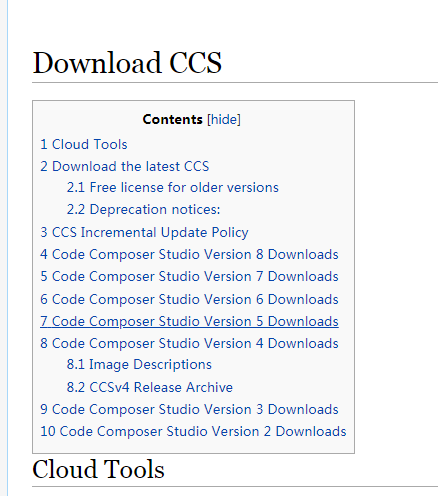 Download CCS
Contents [hide]
1 Cloud Tools
2 Download the latest CCS
2.1 Free license for older versions
2.2 Deprecation notices:
3 CCS Incremental Update Policy
4 Code Composer Studio Version 8 Downloads
5 Code Composer Studio Version 7 Downloads
6 Code Composer Studio Version 6 Downloads
7 Code Composer Studio Version 5 Downloads
8 Code Composer Studio Version 4 Downloads
8.1 Image Descriptions
8.2 CCSv4 Release Archive
9 Code Composer Studio Version 3 Downloads
10 Code Composer Studio Version 2 Downloads
Cloud Tools